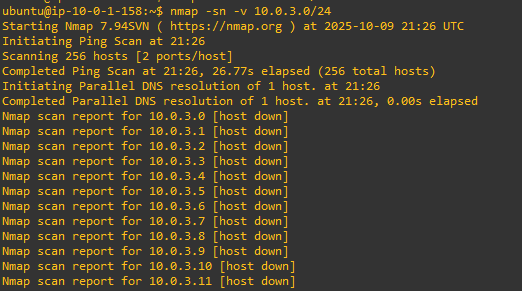 ubuntu@ip-10-0-1-158:~$ nmap -sn -v 10.0.3.0/24
Starting Nmap 7.94SVN ( https://nmap.org ) at 2025-10-09 21:26 UTC
Initiating Ping Scan at 21:26
Scanning 256 hosts [2 ports/host]
Completed Ping Scan at 21:26, 26.77s elapsed (256 total hosts)
Initiating Parallel DNS resolution of 1 host. at 21:26
Completed Parallel DNS resolution of 1 host. at 21:26, 0.00s elapsed
Nmap scan report for 10.0.3.0 [host down]
Nmap scan report for 10.0.3.1 [host down]
Nmap scan report for 10.0.3.2 [host down]
Nmap scan report for 10.0.3.3 [host down]
Nmap scan report for 10.0.3.4 [host down]
Nmap scan report for 10.0.3.5 [host down]
Nmap scan report for 10.0.3.6 [host down]
Nmap scan report for 10.0.3.7 [host down]
Nmap scan report for 10.0.3.8 [host down]
Nmap scan report for 10.0.3.9 [host down]
Nmap scan report for 10.0.3.10 [host down]
Nmap scan report for 10.0.3.11 [host down]